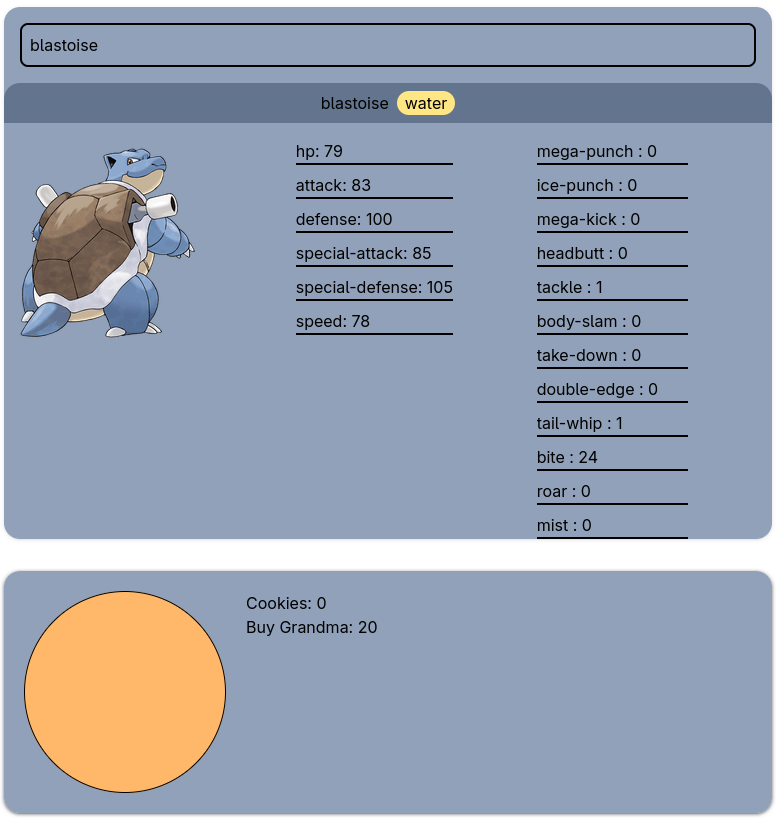 blastoise
blastoise water
hp: 79
attack: 83
defense: 100
special-attack: 85
special-defense: 105
speed: 78
mega-punch : 0
ice-punch : 0
mega-kick : 0
headbutt : 0
tackle : 1
body-slam : 0
take-down : 0
double-edge : 0
tail-whip : 1
bite : 24
roar : 0
mist : 0
Cookies: 0
Buy Grandma: 20